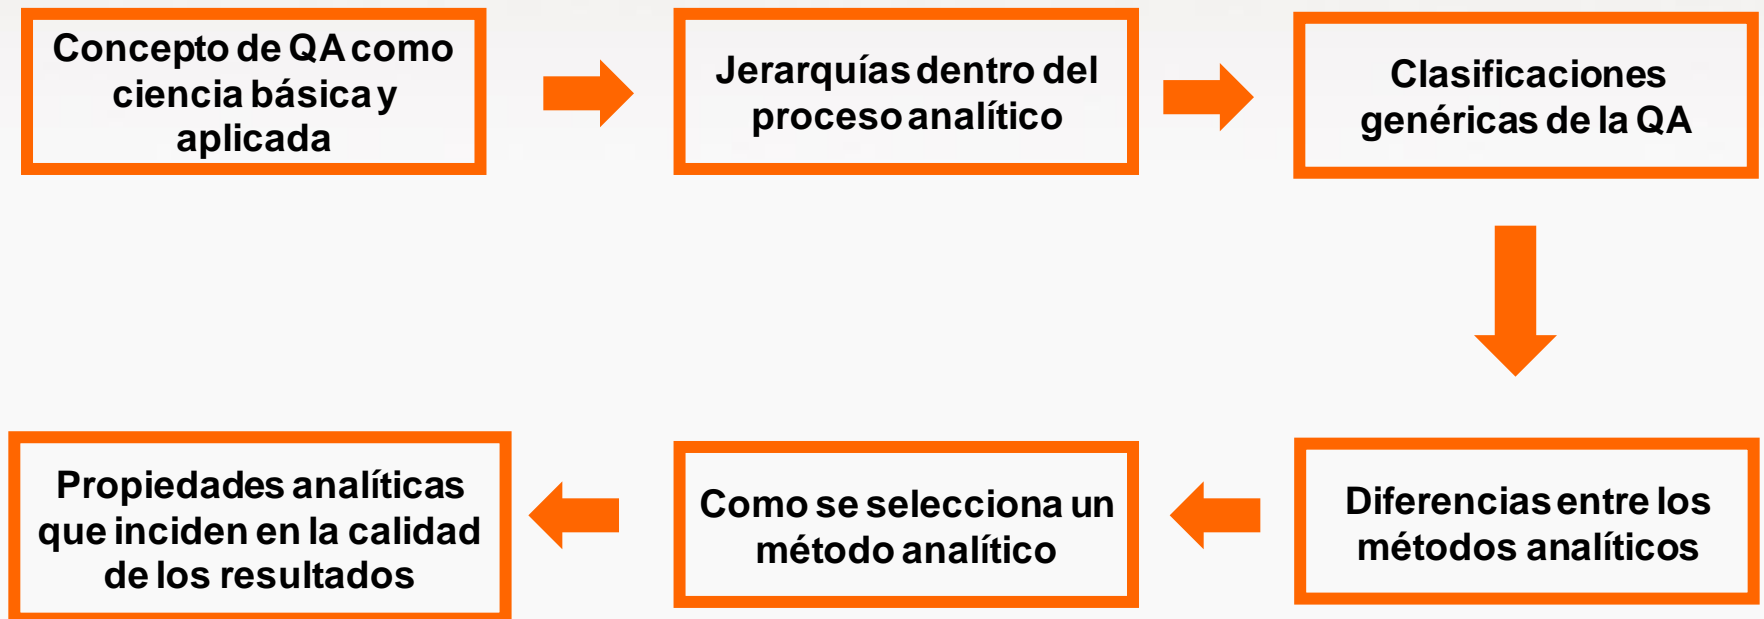 Concepto de QA como
ciencia básica y
aplicada
Jerarquías dentro del
proceso analítico
Clasificaciones
genéricas de la QA
Diferencias entre los
métodos analíticos
Como se selecciona un
método analítico
Propiedades analíticas
que inciden en la calidad
de los resultados